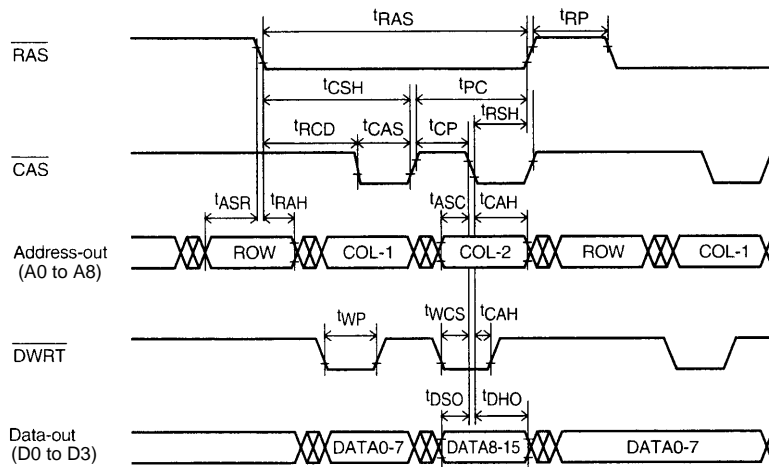 tRAS tRP
RAS
tCSH tPC
tRSH
tRCD tCAS tCP
CAS
tASR tRAH tASC tCAH
Address-out
(A0 to A8)
ROW COL-1 COL-2 ROW COL-1
tWP tWCS tCAH
DWRT
tDSO tDHO
Data-out
(D0 to D3)
DATA0-7 DATA8-15 DATA0-7